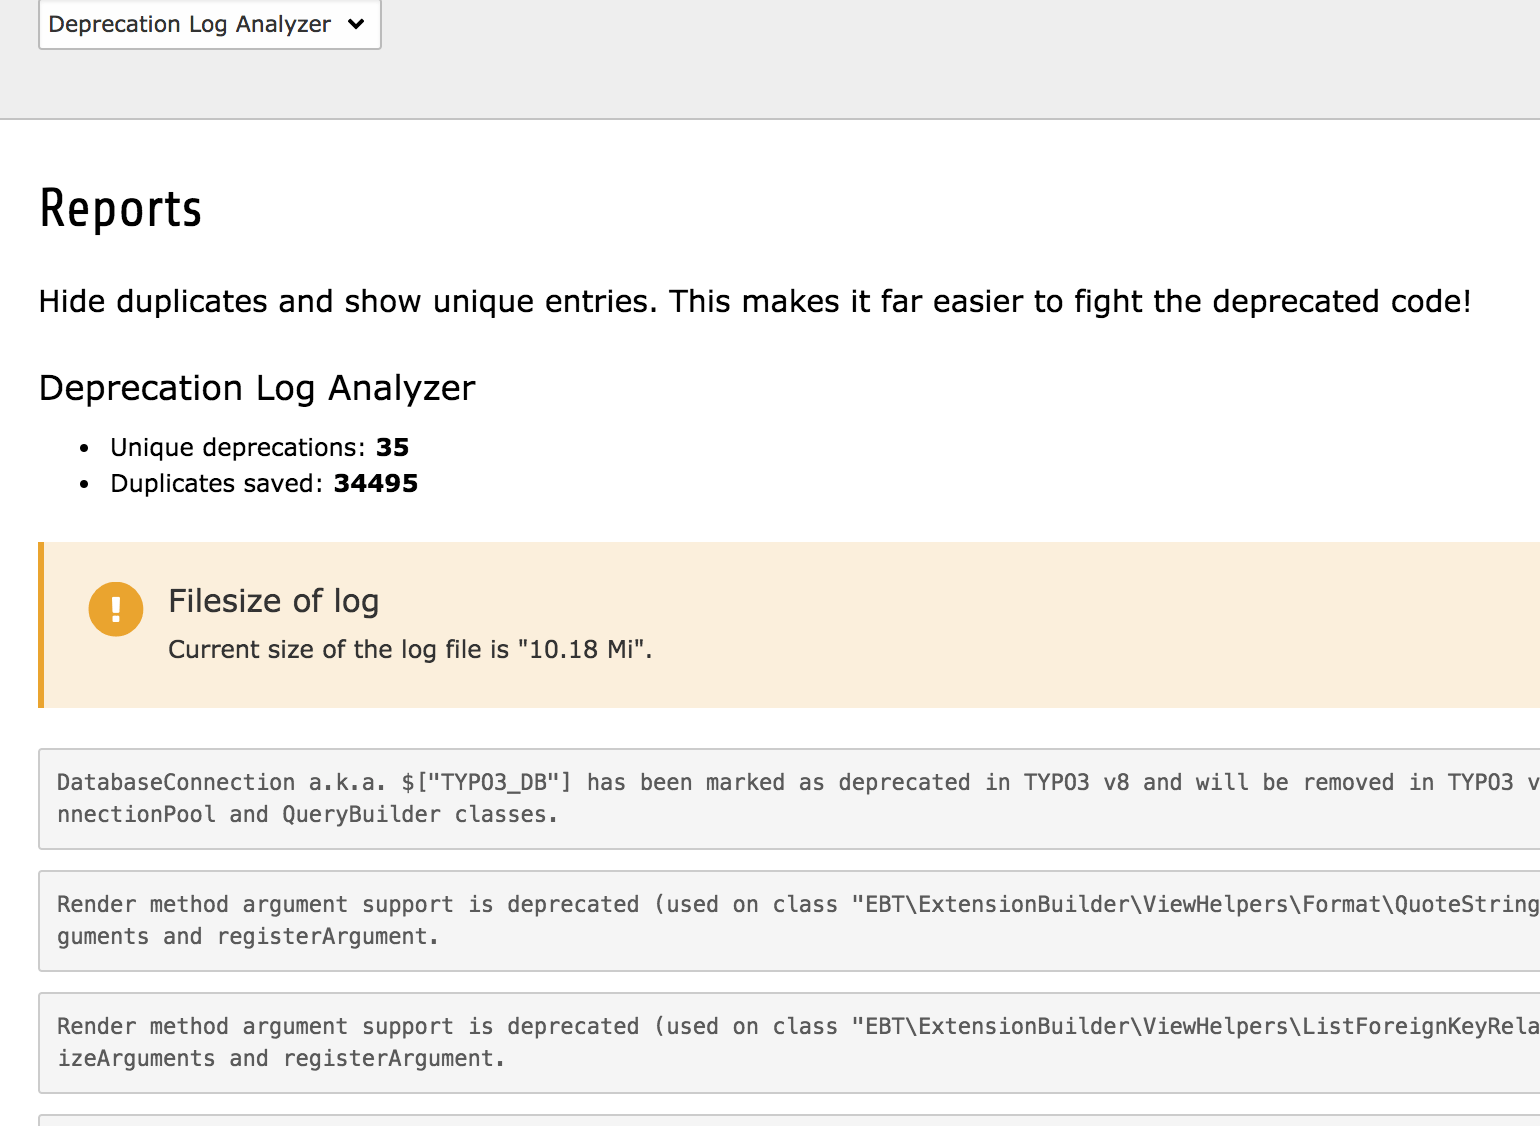 Deprecation Log Analyzer
Reports
Hide duplicates and show unique entries. This makes it far easier to fight the deprecated code!
Deprecation Log Analyzer
• Unique deprecations: 35
• Duplicates saved: 34495
Filesize of log
Current size of the log file is "10.18 Mi".
DatabaseConnection a.k.a. $["TYPO3_DB"] has been marked as deprecated in TYPO3 v8 and will be removed in TYPO3 v
nnectionPool and QueryBuilder classes.
Render method argument support is deprecated (used on class "EBT\ExtensionBuilder\ViewHelpers\Format\QuoteString
guments and registerArgument.
Render method argument support is deprecated (used on class "EBT\ExtensionBuilder\ViewHelpers\ListForeignKeyRela
izeArguments and registerArgument.